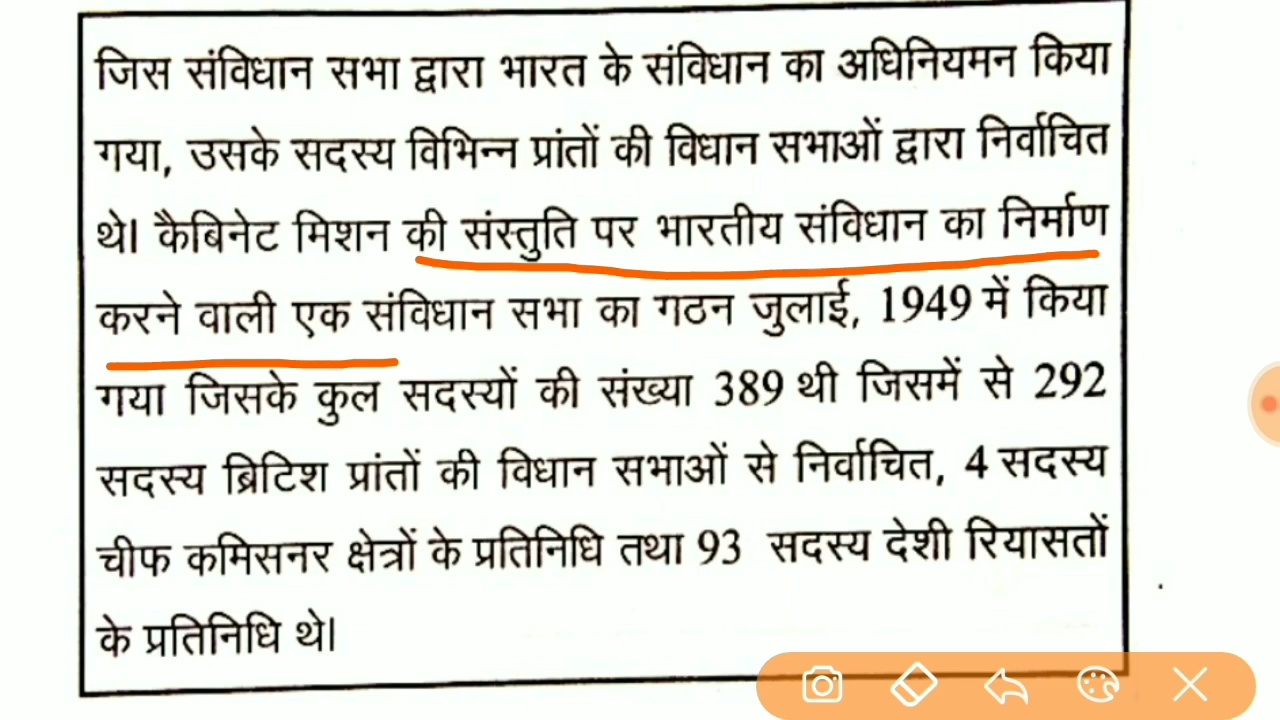 जिस संविधान सभा द्वारा भारत के संविधान का अधिनियमन किया
गया, उसके सदस्य विभिन्न प्रांतों की विधान सभाओं द्वारा निर्वाचित
थे। कैबिनेट मिशन की संस्तुति पर भारतीय संविधान का निर्माण
करने वाली एक संविधान सभा का गठन जुलाई, 1949 में किया
गया जिसके कुल सदस्यों की संख्या 389 थी जिसमें से 292
सदस्य ब्रिटिश प्रांतों की विधान सभाओं से निर्वाचित, 4 सदस्य
चीफ कमिसनर क्षेत्रों के प्रतिनिधि तथा 93 सदस्य देशी रियासतों
के प्रतिनिधि थे।